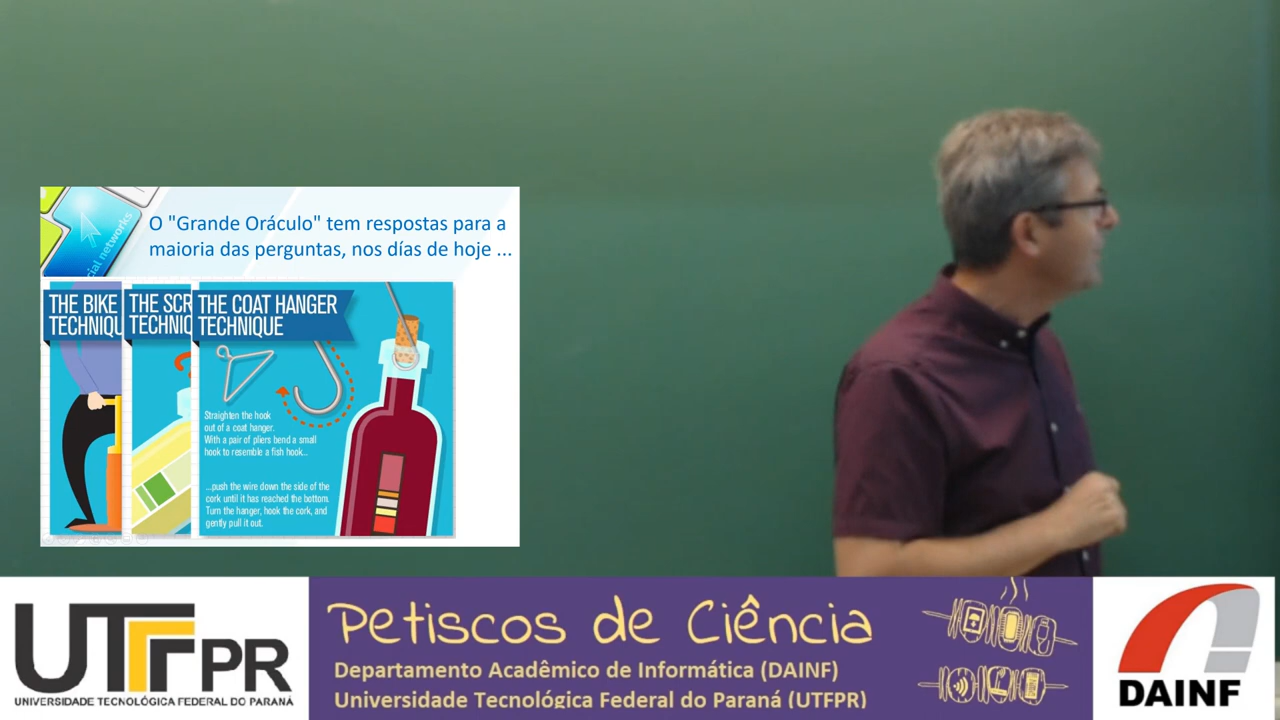 O "Grande Oráculo" tem respostas para a
maioria das perguntas, nos días de hoje ...
cial networks
THE BIKE
TECHNIQU
THE SCR
TECHNIC
THE COAT HANGER
TECHNIQUE
Straighten the hook
out of a coat hanger.
With a pair of pliers bend a small
hook to resemble a fish hook...
...push the wire down the side of the
cork until it has reached the bottom.
Turn the hanger, hook the cork, and
gently pull it out.
UTFPR
UNIVERSIDADE TECNOLÓGICA FEDERAL DO PARANÁ
Petiscos de Ciência
Departamento Acadêmico de Informática (DAINF)
Universidade Tecnológica Federal do Paraná (UTFPR)
DAINF